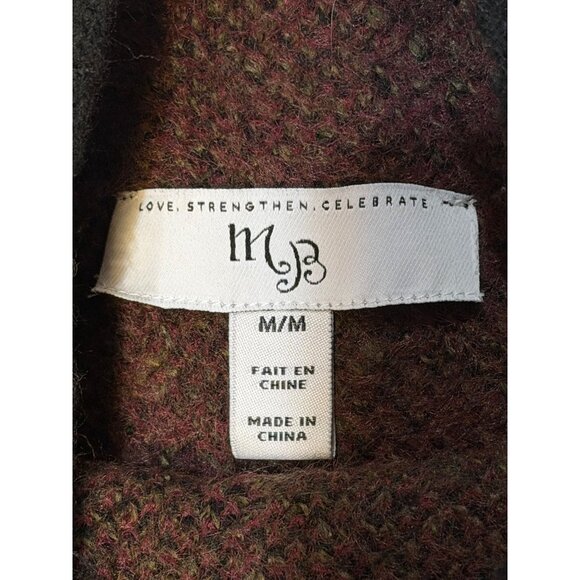 LOVE. STRENGTHEN. CELEBRATE
MB
M/M
FAIT EN
CHINE
MADE IN
CHINA